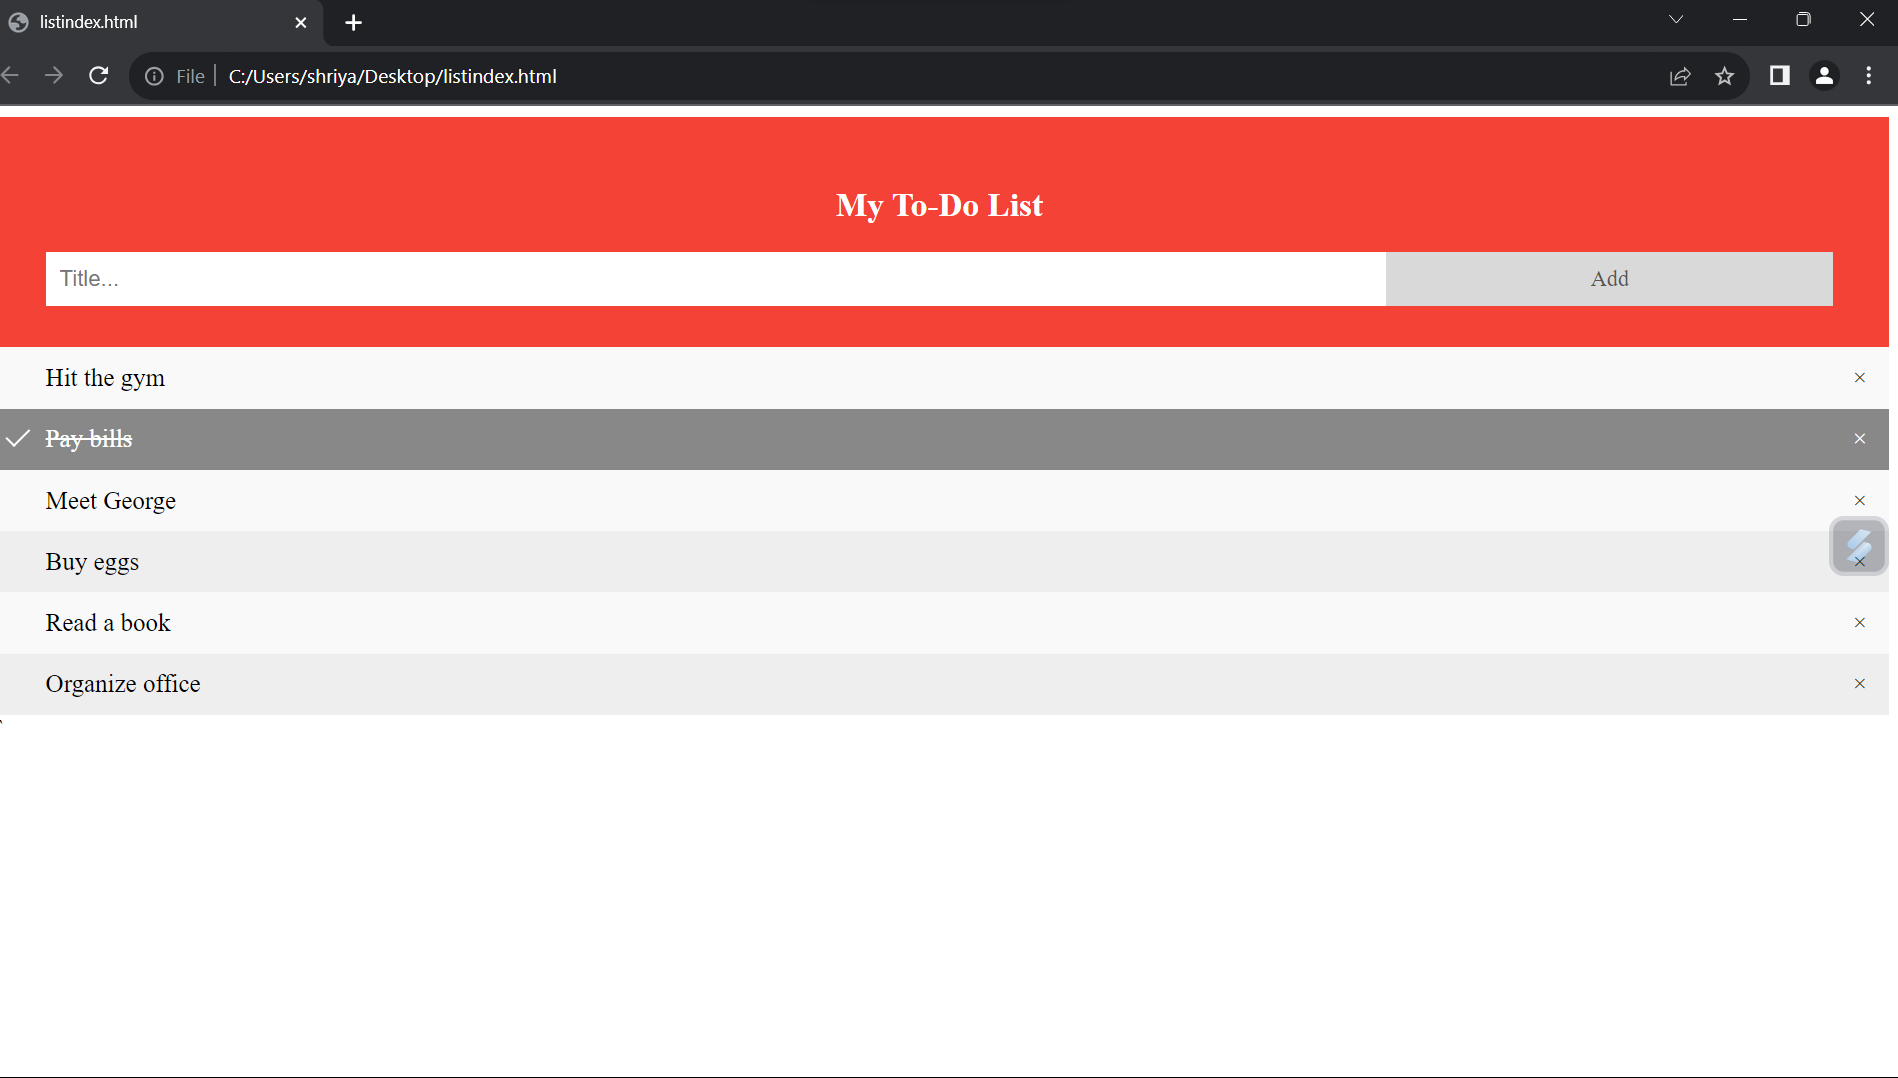 listindex.html
File C:/Users/shriya/Desktop/listindex.html
My To-Do List
Title... Add
Hit the gym ×
Pay bills ×
Meet George ×
Buy eggs ×
Read a book ×
Organize office ×
`